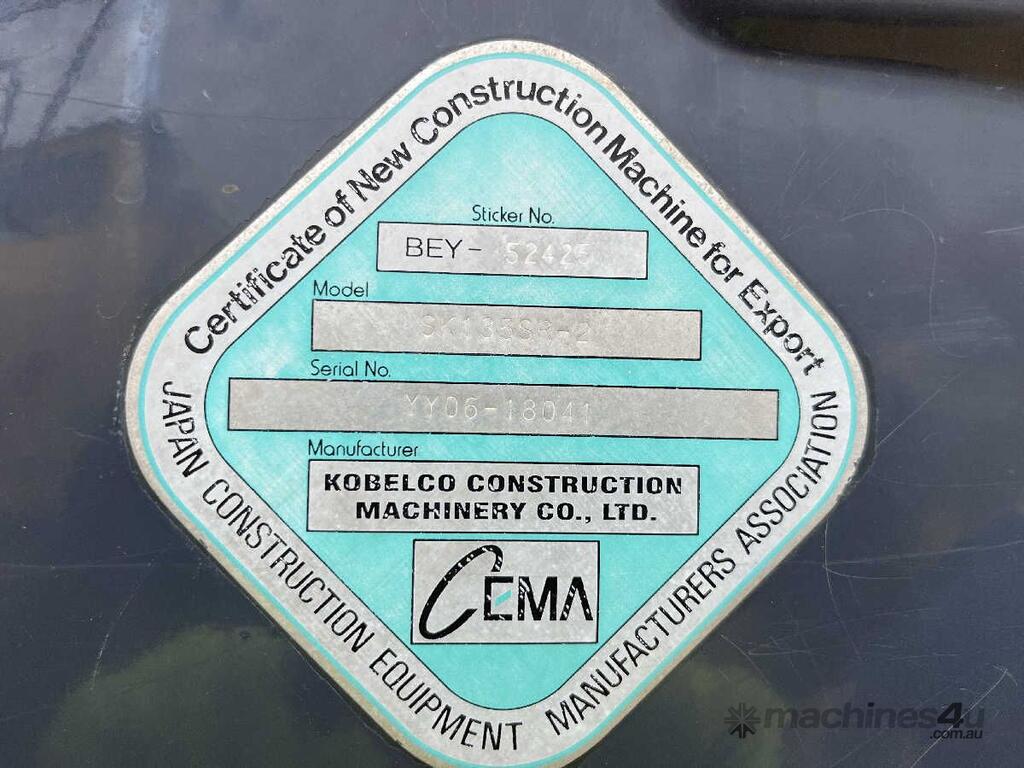 Certificate of New Construction Machine for Export
Sticker No.
BEY- 52425
Model
SK135SR-2
Serial No.
YY06-18041
Manufacturer
KOBELCO CONSTRUCTION
MACHINERY CO., LTD.
CEMA
JAPAN CONSTRUCTION EQUIPMENT MANUFACTURERS ASSOCIATION
machines4u
.com.au